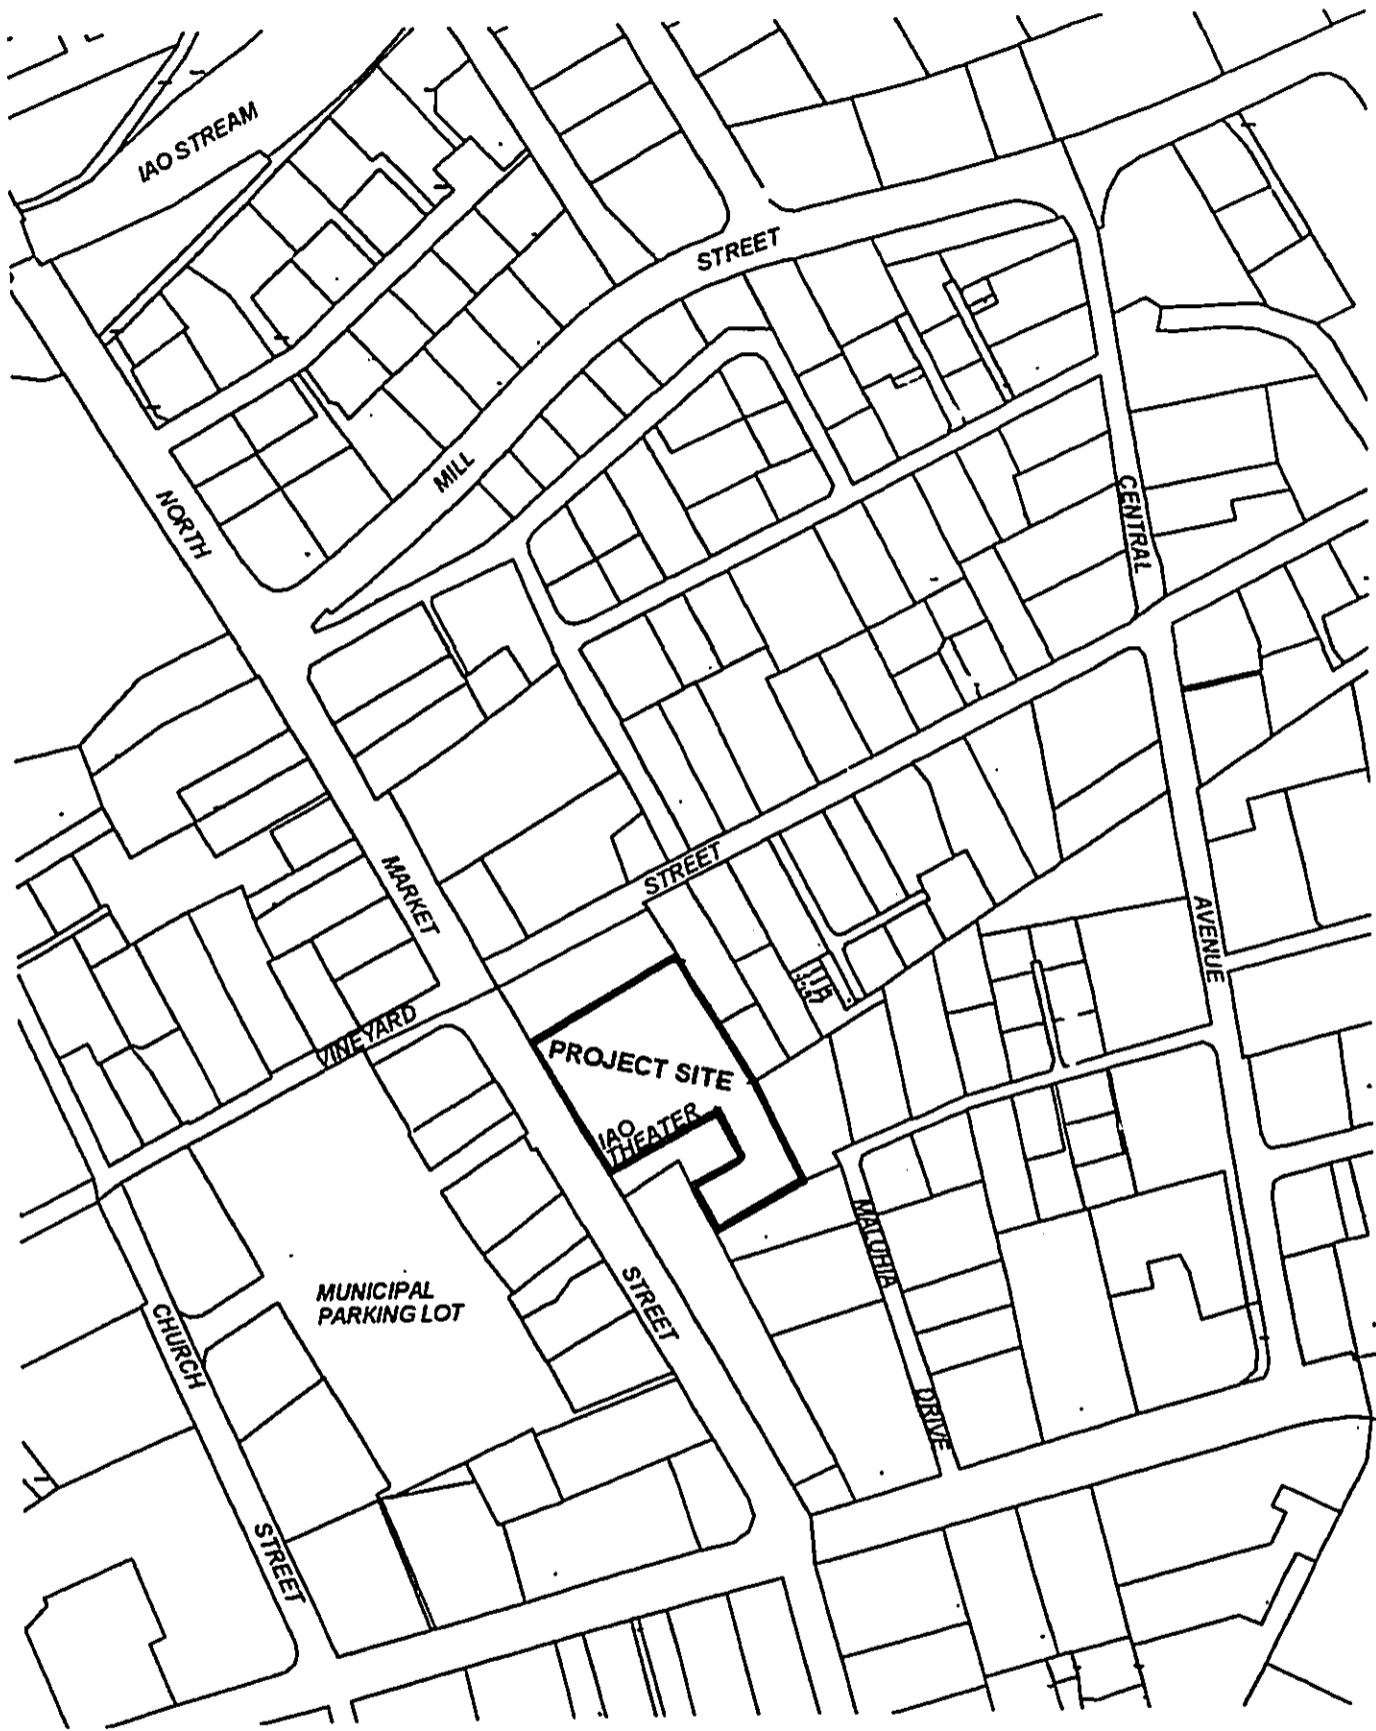 IAO STREAM
STREET
MILL
NORTH
CENTRAL
STREET
MARKET
AVENUE
VINEYARD
PROJECT SITE
IAO
THEATER
MALUHIA
MUNICIPAL
PARKING LOT
STREET
CHURCH
DRIVE
STREET